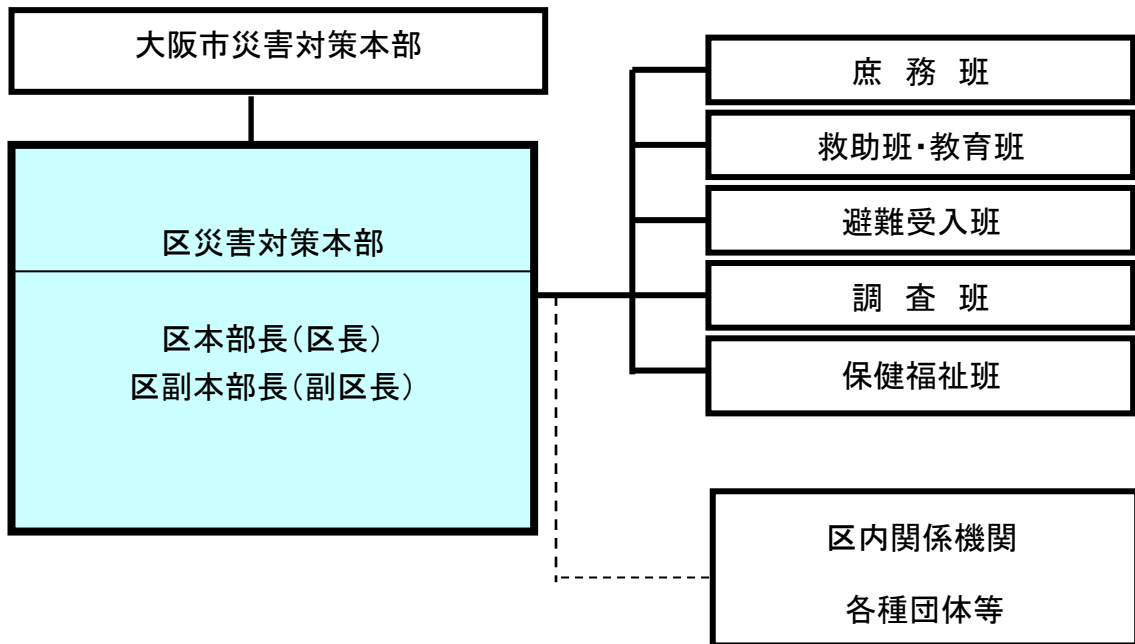 大阪市災害対策本部
区災害対策本部
区本部長(区長)
区副本部長(副区長)
庶 務 班
救助班・教育班
避難受入班
調 査 班
保健福祉班
区内関係機関
各種団体等